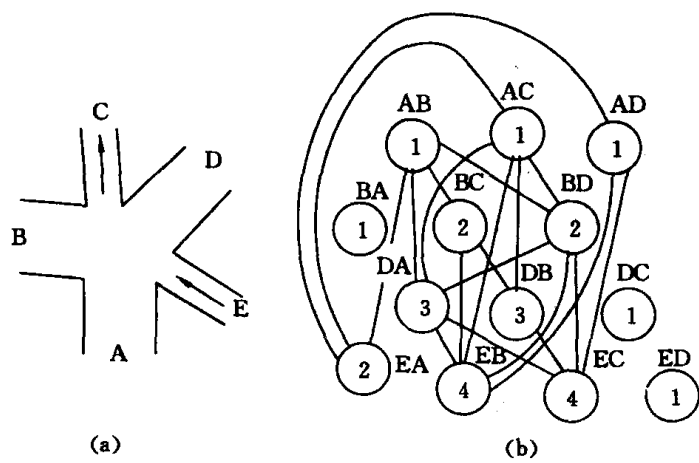 C
D
B
E
A
(a)
AB AC AD
1 1 1
BA BC BD
1 2 2
DA DB DC
3 3 1
EA EB EC ED
2 4 4 1
(b)